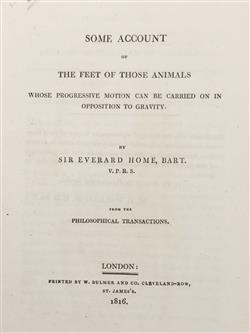 SOME ACCOUNT
OF
THE FEET OF THOSE ANIMALS
WHOSE PROGRESSIVE MOTION CAN BE CARRIED ON IN
OPPOSITION TO GRAVITY.
BY
SIR EVERARD HOME, BART.
V. P. R. S.
FROM THE
PHILOSOPHICAL TRANSACTIONS.
LONDON:
PRINTED BY W. BULMER AND CO. CLEVELAND-ROW,
ST. JAMES'S.
1816.